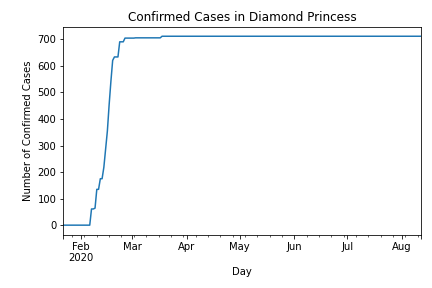 Confirmed Cases in Diamond Princess
Number of Confirmed Cases
700
600
500
400
300
200
100
0
Feb Mar Apr May Jun Jul Aug
2020
Day